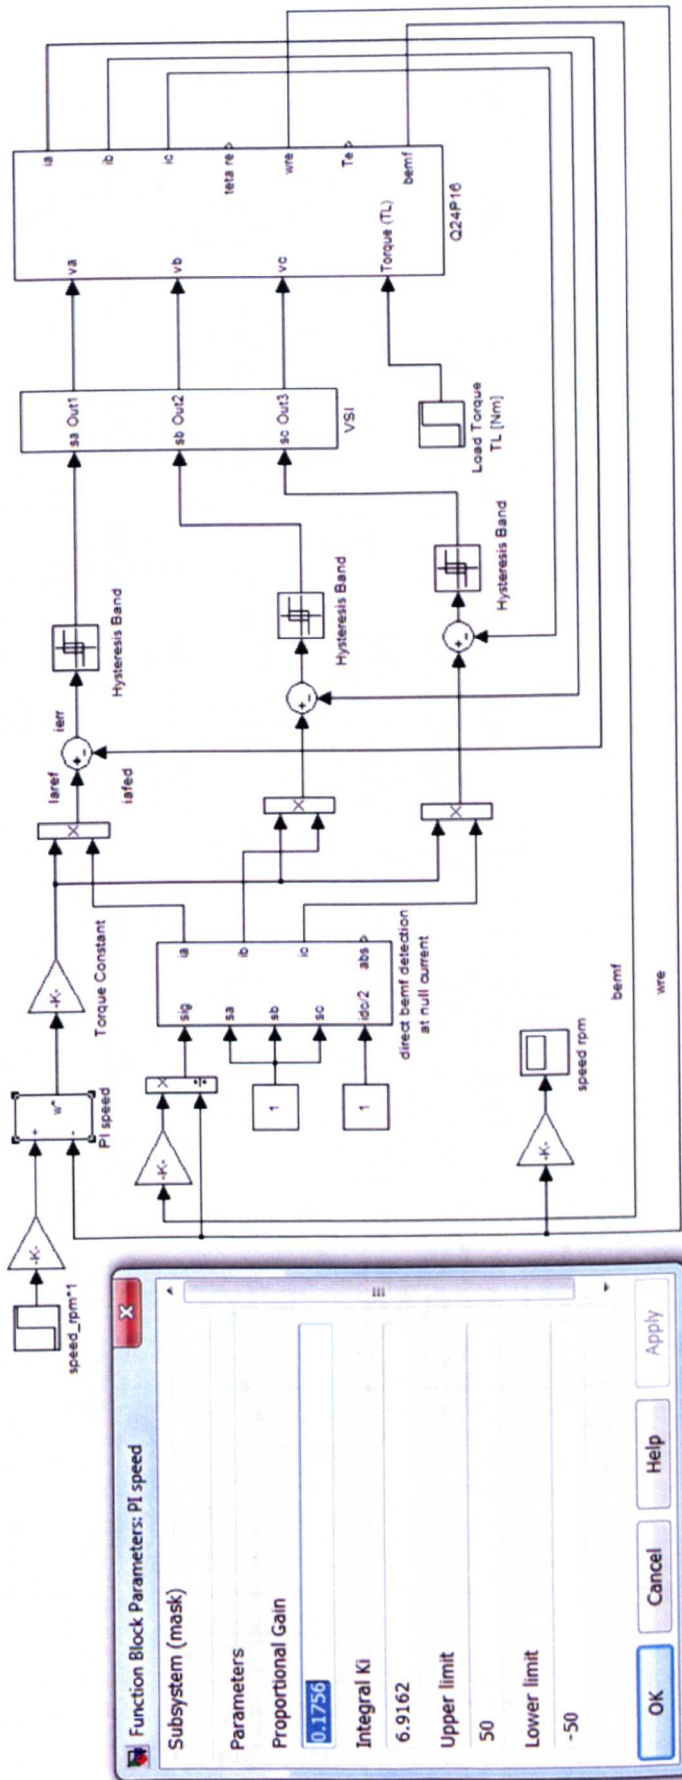 speed_rpm*1
-K-
+
-
w*
PI speed
-K-
Torque Constant
-K-
×
÷
1
1
sig
sa
sb
sc
idc/2
ia
ib
ic
abs
direct bemf detection
at null current
-K-
speed rpm
×
×
×
Iaref
ierr
iafed
+
-
+
-
+
-
Hysteresis Band
Hysteresis Band
Hysteresis Band
sa Out1
sb Out2
sc Out3
VSI
Load Torque
TL [Nm]
va
vb
vc
Torque (TL)
ia
ib
ic
teta re
wre
Te
bemf
Q24P16
bemf
wre
Function Block Parameters: PI speed
X
Subsystem (mask)
Parameters
Proportional Gain
0.1756
Integral Ki
6.9162
Upper limit
50
Lower limit
-50
OK
Cancel
Help
Apply